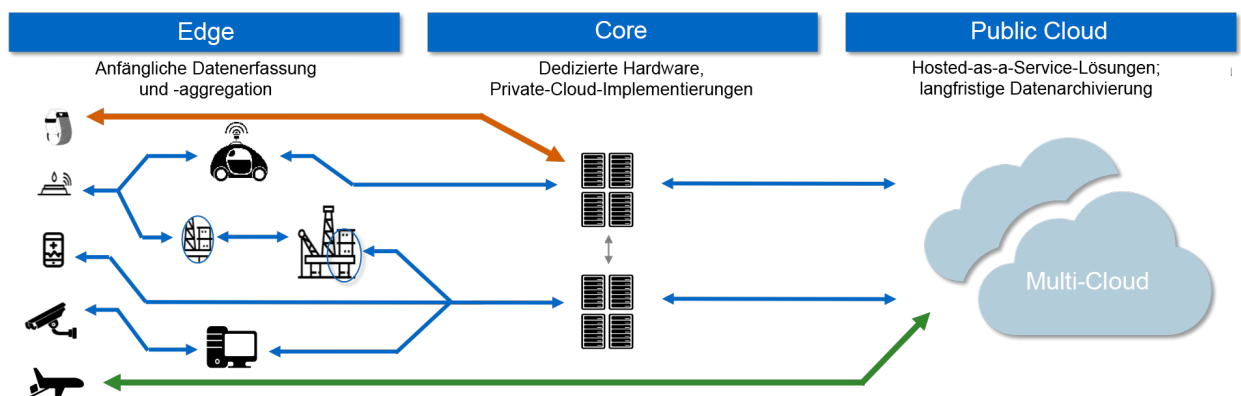 Edge
Core
Public Cloud
Anfängliche Datenerfassung
und -aggregation
Dedizierte Hardware,
Private-Cloud-Implementierungen
Hosted-as-a-Service-Lösungen;
langfristige Datenarchivierung
Multi-Cloud